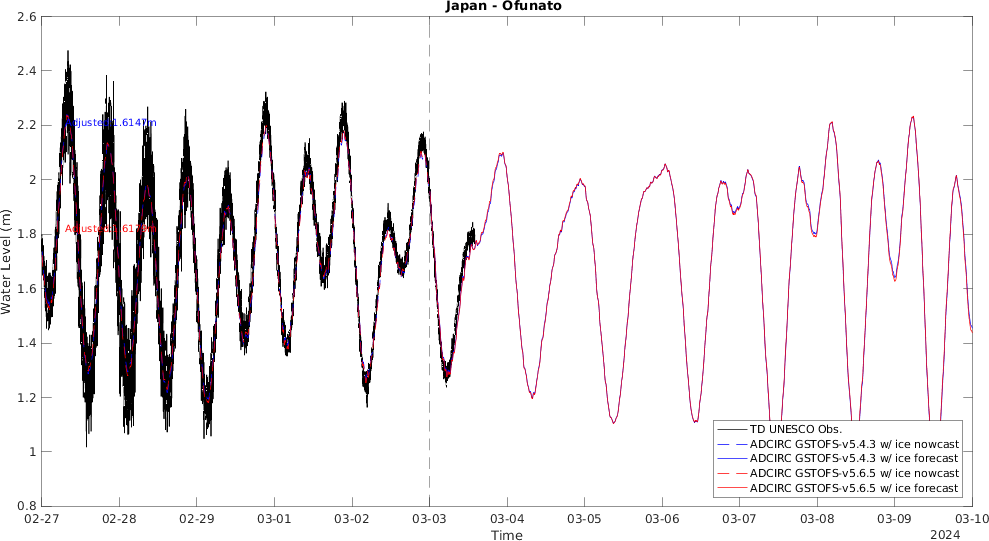 Japan - Ofunato
Water Level (m)
2.6
2.4
2.2
2
1.8
1.6
1.4
1.2
1
0.8
TD UNESCO Obs.
ADCIRC GSTOFS-v5.4.3 w/ ice nowcast
ADCIRC GSTOFS-v5.4.3 w/ ice forecast
ADCIRC GSTOFS-v5.6.5 w/ ice nowcast
ADCIRC GSTOFS-v5.6.5 w/ ice forecast
02-27 02-28 02-29 03-01 03-02 03-03 03-04 03-05 03-06 03-07 03-08 03-09 03-10
Time
2024